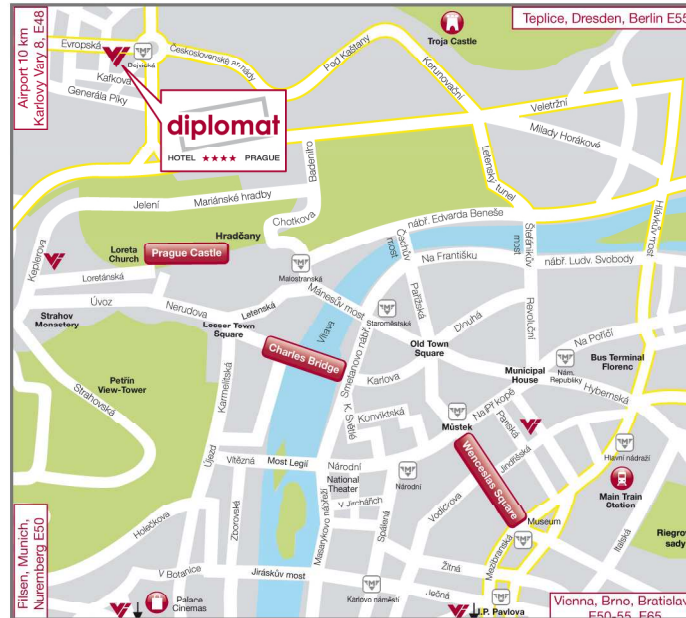 Airport 10 km
Karlovy Vary 8, E48
Teplice, Dresden, Berlin E55
Troja Castle
Evropská
Československé armády
Kafkova
Generála Píky
Pod Kaštany
Korunovační
diplomat
HOTEL ★★★★ PRAGUE
Veletržní
Milady Horákové
Badeniho
Letenský tunel
Hlávkův most
Mariánské hradby
Jelení
Chotkova
nábř. Edvarda Beneše
Čechův most
Štefánikův most
Keplerova
Loreta
Church
Hradčany
Prague Castle
Na Františku
nábř. Ludv. Svobody
Loretánská
Malostranská
Mánesův most
Pařížská
Úvoz
Nerudova
Letenská
Strahov
Monastery
Lesser Town
Square
Vltava
Staroměstská
Dlouhá
Revoluční
Na Poříčí
Old Town
Square
Charles Bridge
Smetanovo nábř.
Municipal
House
Nám.
Republiky
Bus Terminal
Florenc
Petřín
View-Tower
Karmelitská
Karlova
Hybernská
Strahovská
K. Světlé
Konviktská
Na Příkopě
Můstek
Panská
Jindřišská
Wenceslas Square
Hlavní nádraží
Újezd
Vítězná
Most Legií
Národní
National
Theater
Národní
V Jirchářích
Vodičkova
Main Train
Station
Museum
Filsen, Munich,
Nuremberg E50
Holečkova
Zborovská
Masarykovo nábřeží
Spálená
Mezibranská
Italská
Riegrovy
sady
V Botanice
Jiráskův most
Žitná
Palace
Cinemas
Karlovo náměstí
Ječná
I.P. Pavlova
Vienna, Brno, Bratislava
E50-55, E65